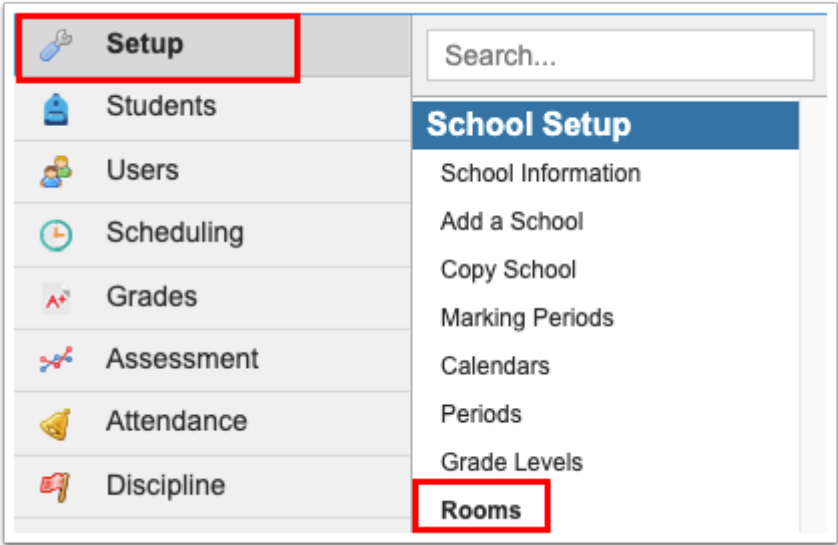 Setup
Students
Users
Scheduling
A+
Grades
Assessment
Attendance
Discipline
Search...
School Setup
School Information
Add a School
Copy School
Marking Periods
Calendars
Periods
Grade Levels
Rooms